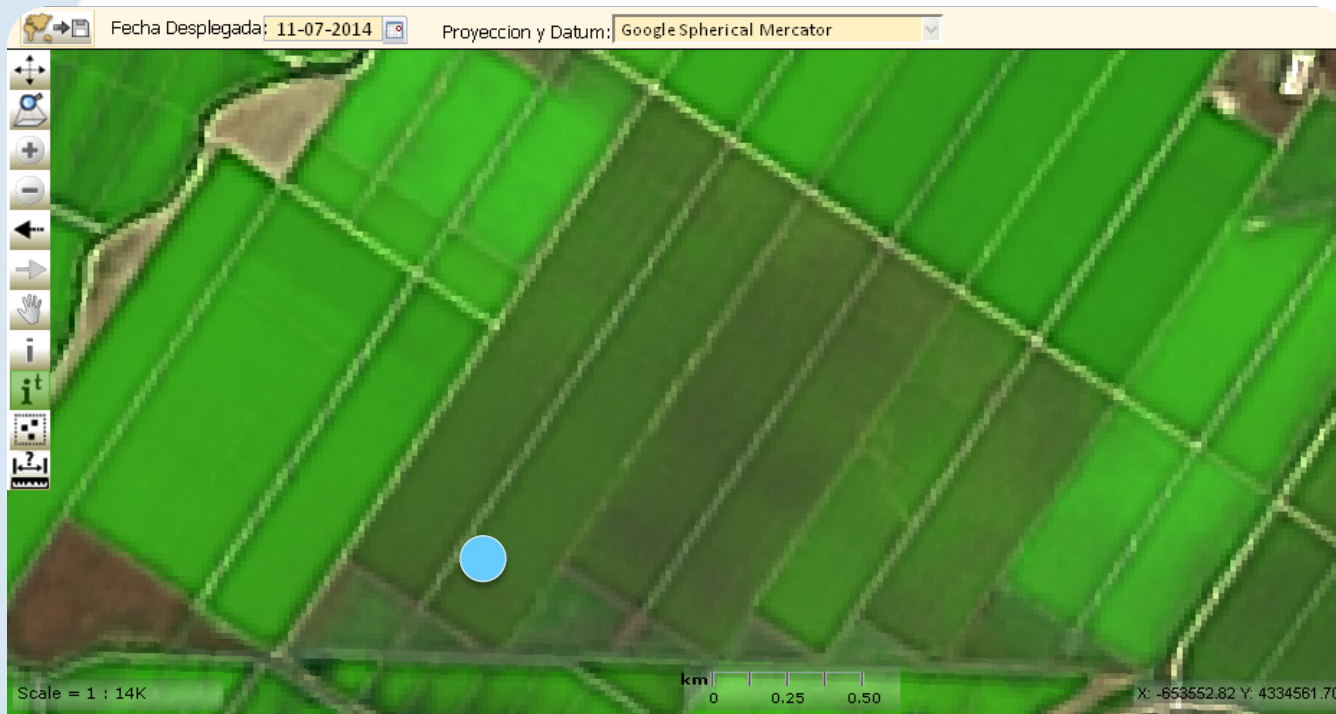 Fecha Desplegada: 11-07-2014 Proyeccion y Datum: Google Spherical Mercator
i
i t
?
Scale = 1 : 14K
km
0 0.25 0.50
X: -653552.82 Y: 4334561.70